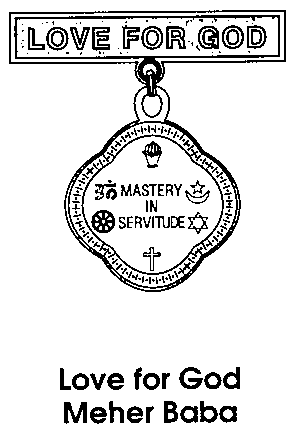 LOVE FOR GOD
ॐ MASTERY
IN
SERVITUDE
Love for God
Meher Baba